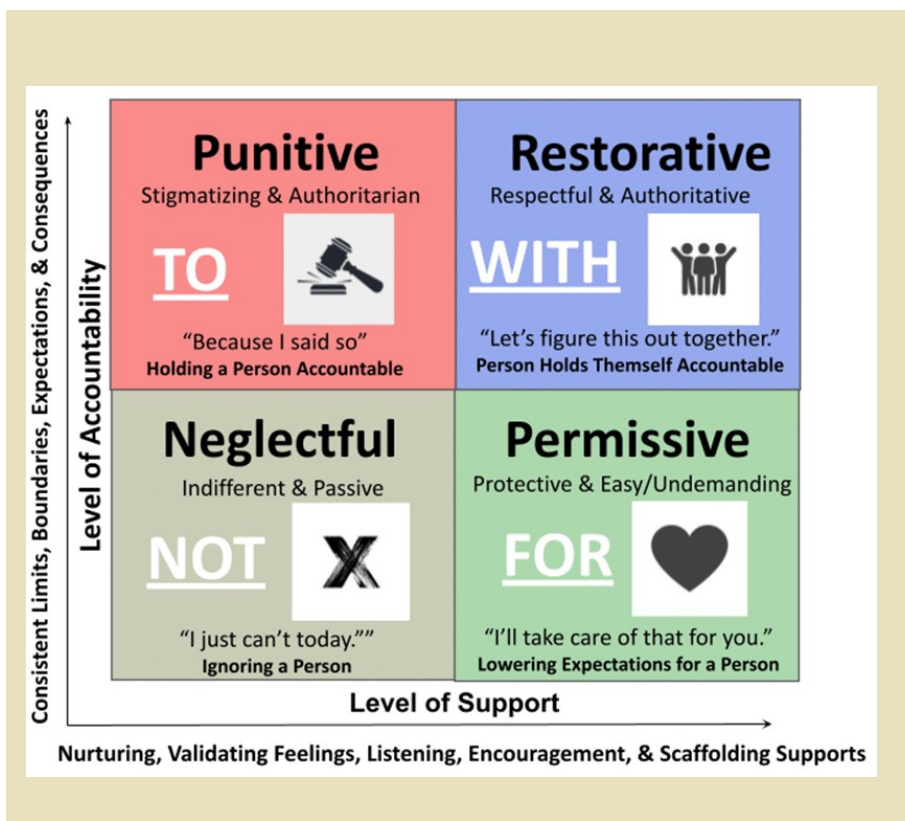 Consistent Limits, Boundaries, Expectations, & Consequences
Level of Accountability
Punitive
Stigmatizing & Authoritarian
TO
“Because I said so”
Holding a Person Accountable
Restorative
Respectful & Authoritative
WITH
“Let’s figure this out together.”
Person Holds Themself Accountable
Neglectful
Indifferent & Passive
NOT
“I just can’t today.””
Ignoring a Person
Permissive
Protective & Easy/Undemanding
FOR
“I’ll take care of that for you.”
Lowering Expectations for a Person
Level of Support
Nurturing, Validating Feelings, Listening, Encouragement, & Scaffolding Supports